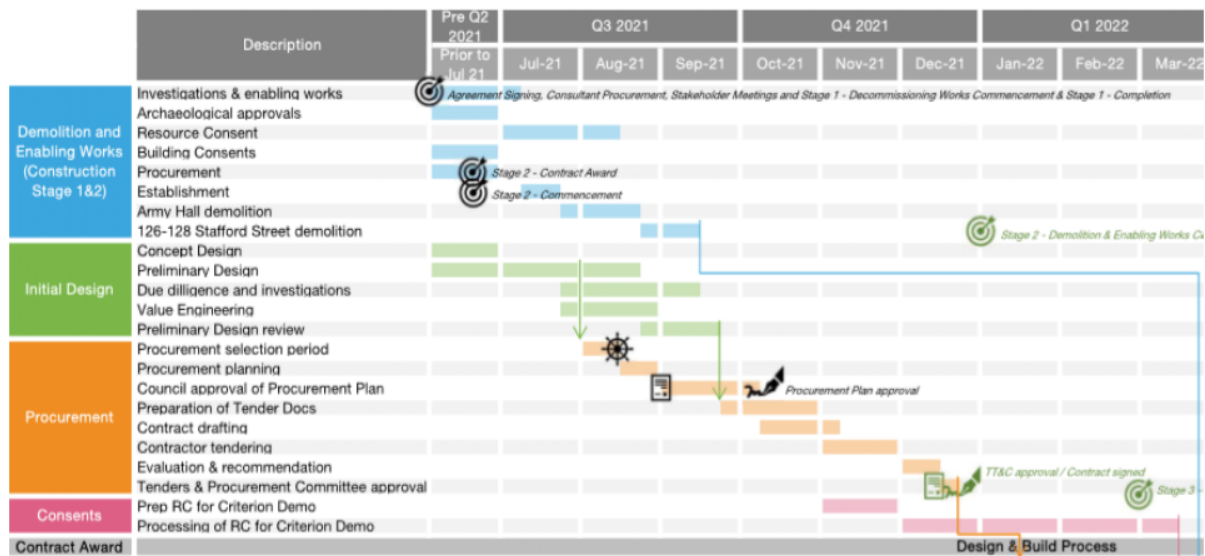 Description
Pre Q2 2021
Q3 2021
Q4 2021
Q1 2022
Prior to Jul 21
Jul-21
Aug-21
Sep-21
Oct-21
Nov-21
Dec-21
Jan-22
Feb-22
Mar-22
Demolition and
Enabling Works
(Construction
Stage 1&2)
Investigations & enabling works
Agreement Signing, Consultant Procurement, Stakeholder Meetings and Stage 1 - Decommissioning Works Commencement & Stage 1 - Completion
Archaeological approvals
Resource Consent
Building Consents
Procurement
Stage 2 - Contract Award
Establishment
Stage 2 - Commencement
Army Hall demolition
126-128 Stafford Street demolition
Stage 2 - Demolition & Enabling Works
Initial Design
Concept Design
Preliminary Design
Due dilligence and investigations
Value Engineering
Preliminary Design review
Procurement
Procurement selection period
Procurement planning
Council approval of Procurement Plan
Procurement Plan approval
Preparation of Tender Docs
Contract drafting
Contractor tendering
Evaluation & recommendation
TT&C approval / Contract signed
Tenders & Procurement Committee approval
Stage 3 -
Consents
Prep RC for Criterion Demo
Processing of RC for Criterion Demo
Contract Award
Design & Build Process